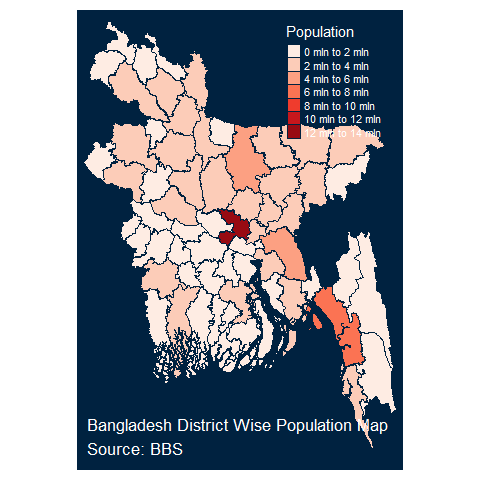 Population
0 mln to 2 mln
2 mln to 4 mln
4 mln to 6 mln
6 mln to 8 mln
8 mln to 10 mln
10 mln to 12 mln
12 mln to 14 mln
Bangladesh District Wise Population Map
Source: BBS